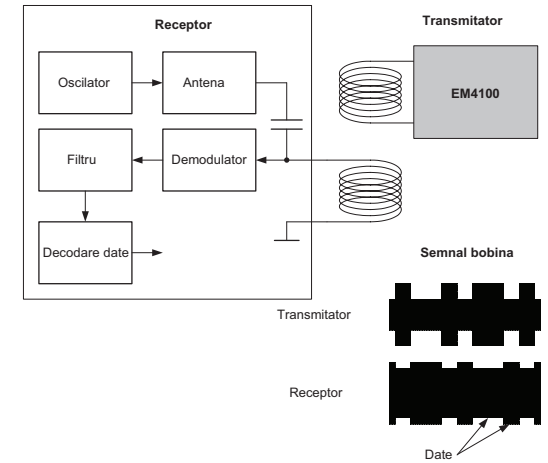 Receptor
Transmitator
Oscilator
Antena
EM4100
Filtru
Demodulator
Decodare date
Semnal bobina
Transmitator
Receptor
Date